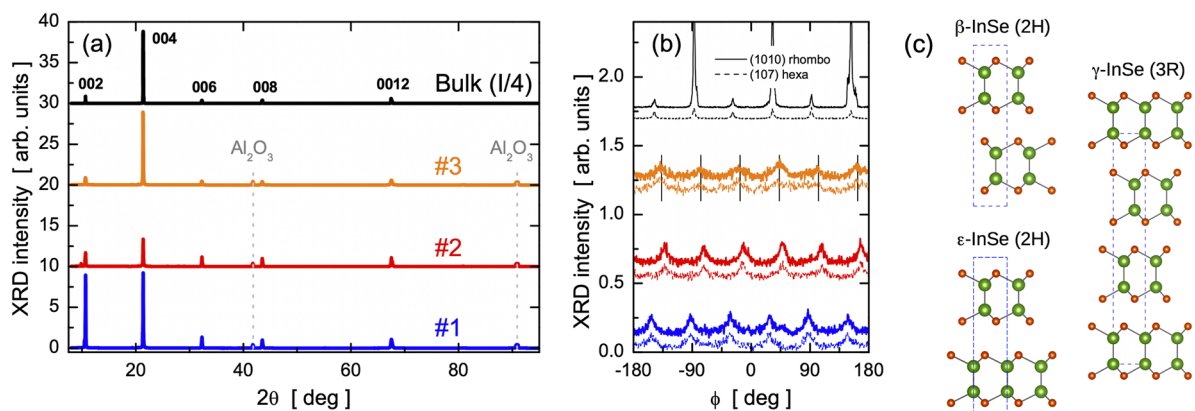 (a)
XRD intensity [ arb. units]
40
35
30
25
20
15
10
5
0
002
004
006
008
0012
Bulk (I/4)
Al₂O₃
Al₂O₃
#3
#2
#1
20
40
60
80
2θ [ deg ]
(b)
XRD intensity [ arb. units]
2.0
1.5
1.0
0.5
0.0
(1010) rhombo
(107) hexa
-180
-90
0
90
180
ϕ [ deg ]
(c)
β-InSe (2H)
γ-InSe (3R)
ε-InSe (2H)